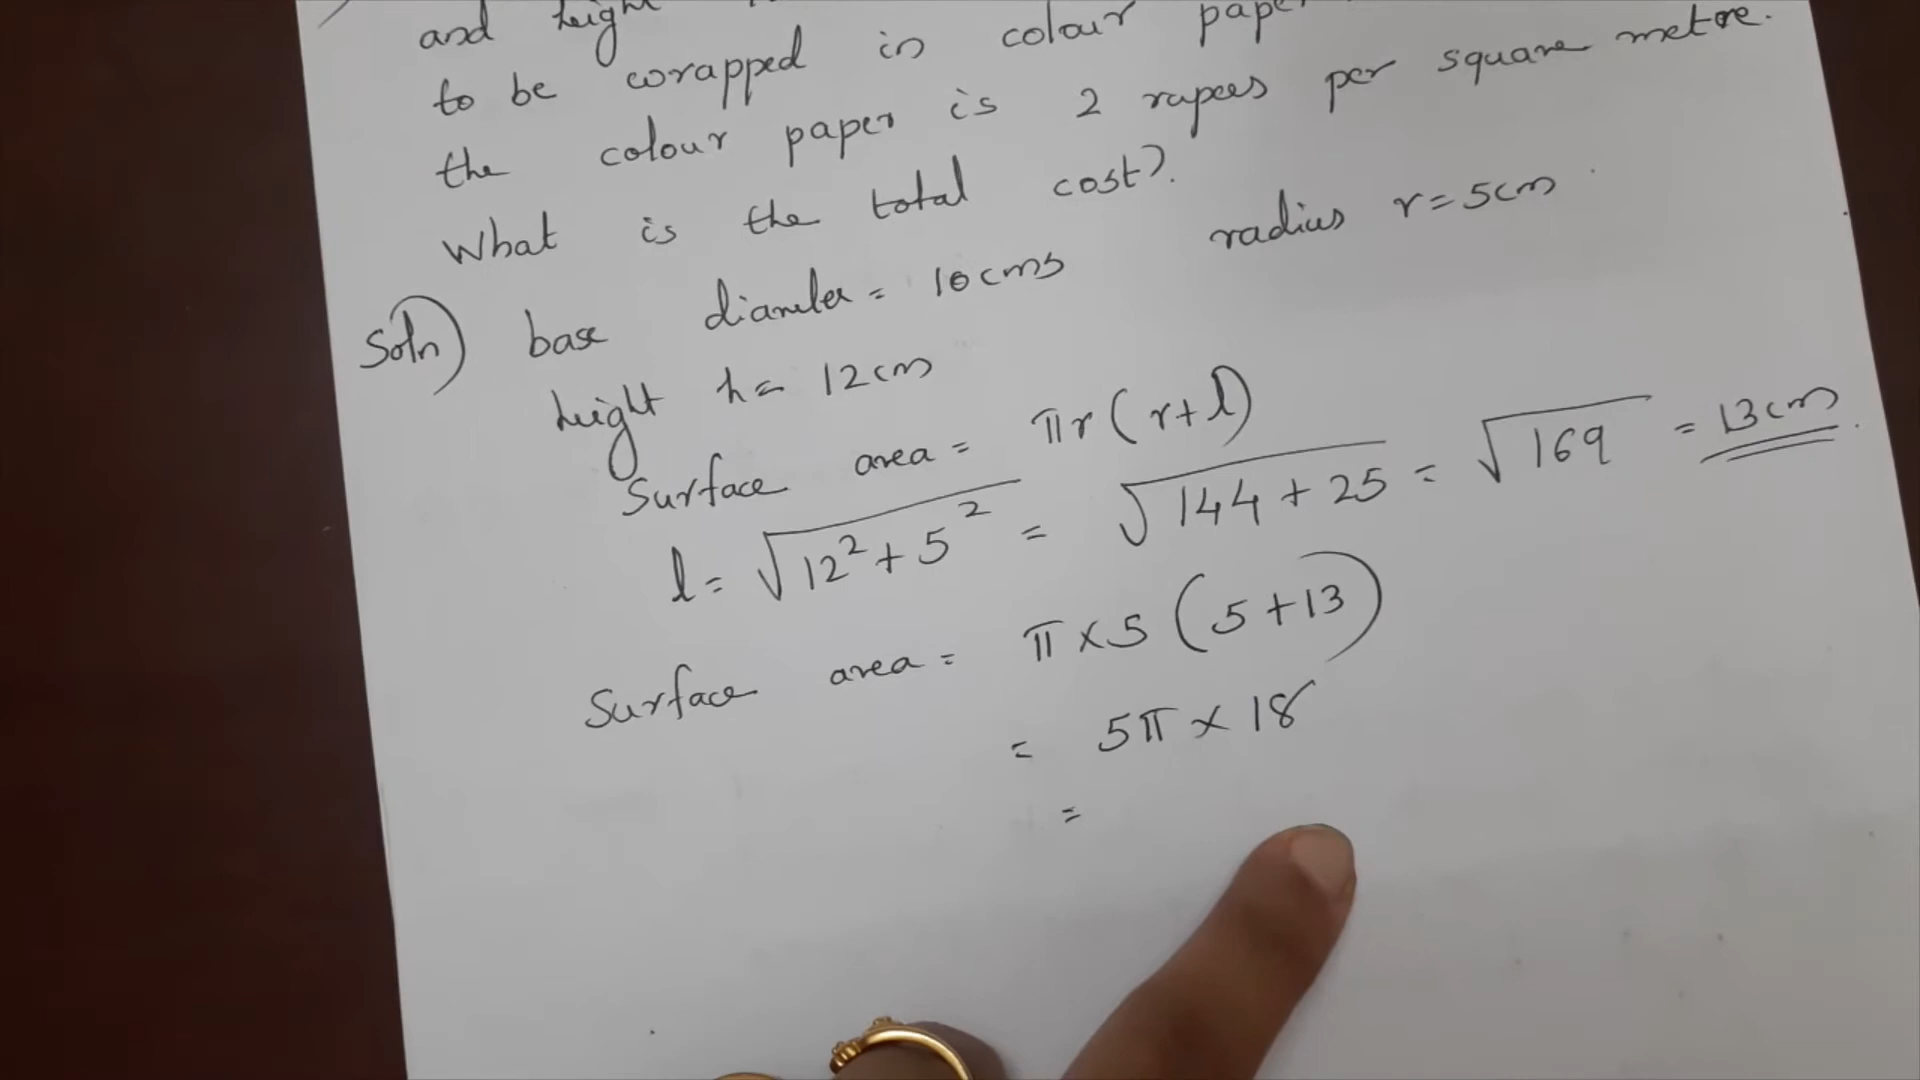 and height
to be wrapped in colour pape
the colour paper is 2 rupees per square metre.
What is the total cost?
Soln) base diameter = 10cms radius r=5cm
height h= 12cm
Surface area = πr(r+l)
l= √12²+5² = √144+25 = √169 = 13cm
Surface area = π×5(5+13)
= 5π×18
=